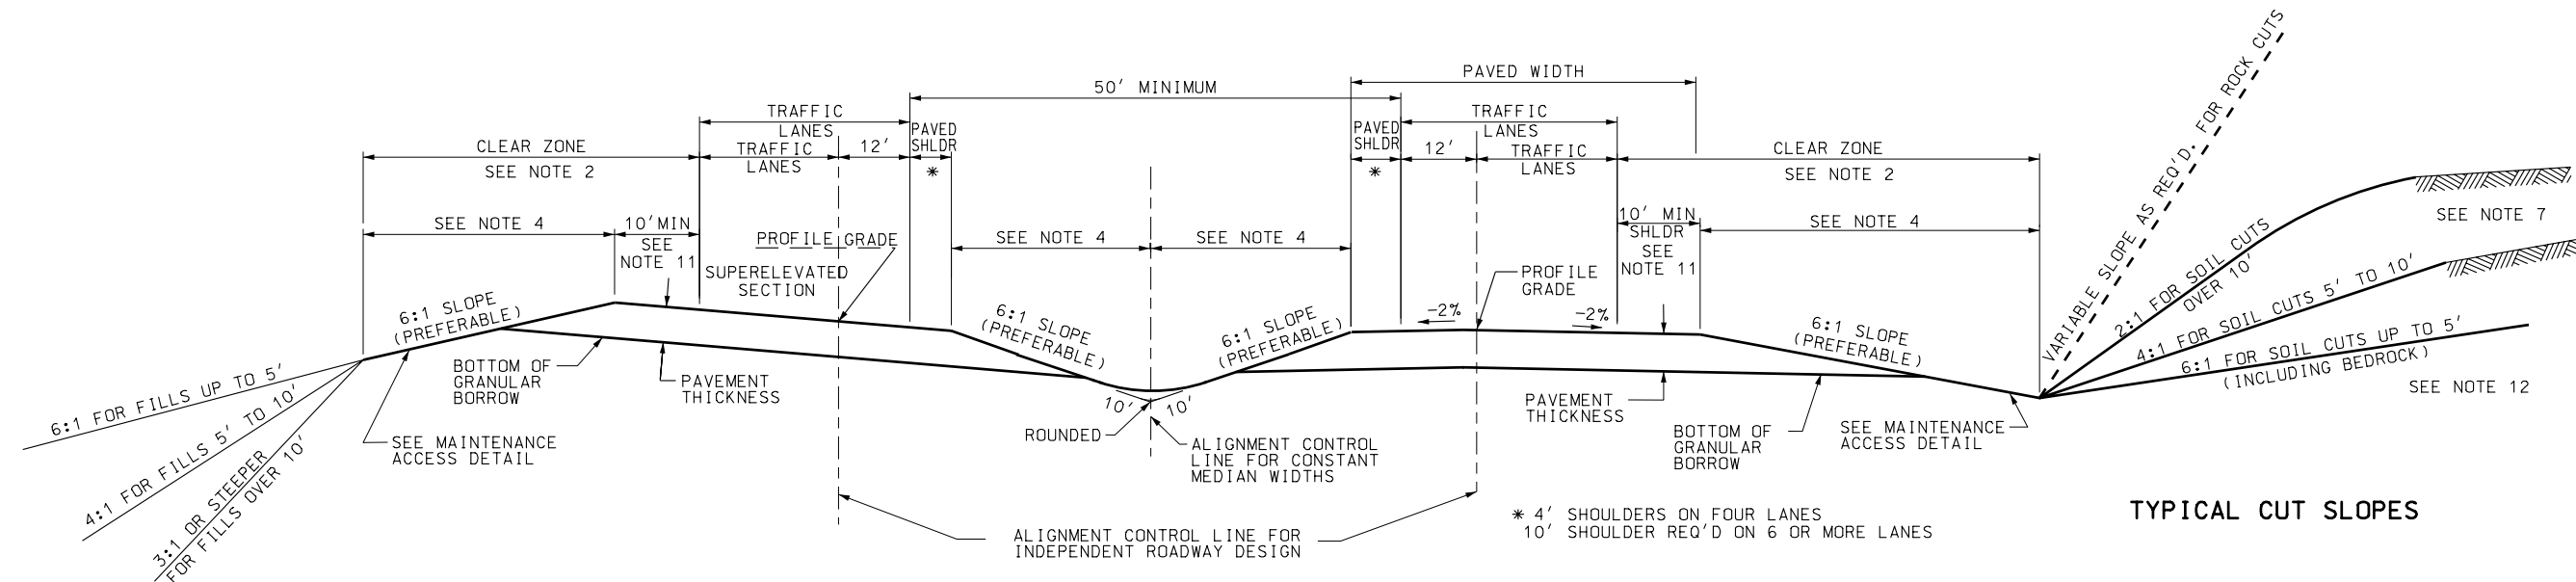 VARIABLE SLOPE AS REQ'D. FOR ROCK CUTS
PAVED WIDTH
50' MINIMUM
TRAFFIC
LANES
PAVED
SHLDR
*
PAVED
SHLDR
*
TRAFFIC
LANES
CLEAR ZONE
SEE NOTE 2
TRAFFIC
LANES
12'
12'
TRAFFIC
LANES
CLEAR ZONE
SEE NOTE 2
SEE NOTE 4
10'MIN
SEE
NOTE 11
PROFILE GRADE
SUPERELEVATED
SECTION
SEE NOTE 4
SEE NOTE 4
10' MIN
SHLDR
SEE
NOTE 11
SEE NOTE 4
SEE NOTE 7
PROFILE
GRADE
-2%
-2%
6:1 SLOPE
(PREFERABLE)
6:1 SLOPE
(PREFERABLE)
6:1 SLOPE
(PREFERABLE)
6:1 SLOPE
(PREFERABLE)
2:1 FOR SOIL CUTS
OVER 10'
4:1 FOR SOIL CUTS 5' TO 10'
6:1 FOR SOIL CUTS UP TO 5'
(INCLUDING BEDROCK)
SEE NOTE 12
6:1 FOR FILLS UP TO 5'
4:1 FOR FILLS 5' TO 10'
3:1 OR STEEPER
FOR FILLS OVER 10'
BOTTOM OF
GRANULAR
BORROW
PAVEMENT
THICKNESS
SEE MAINTENANCE
ACCESS DETAIL
10'
10'
ROUNDED
ALIGNMENT CONTROL
LINE FOR CONSTANT
MEDIAN WIDTHS
PAVEMENT
THICKNESS
BOTTOM OF
GRANULAR
BORROW
SEE MAINTENANCE
ACCESS DETAIL
ALIGNMENT CONTROL LINE FOR
INDEPENDENT ROADWAY DESIGN
* 4' SHOULDERS ON FOUR LANES
10' SHOULDER REQ'D ON 6 OR MORE LANES
TYPICAL CUT SLOPES